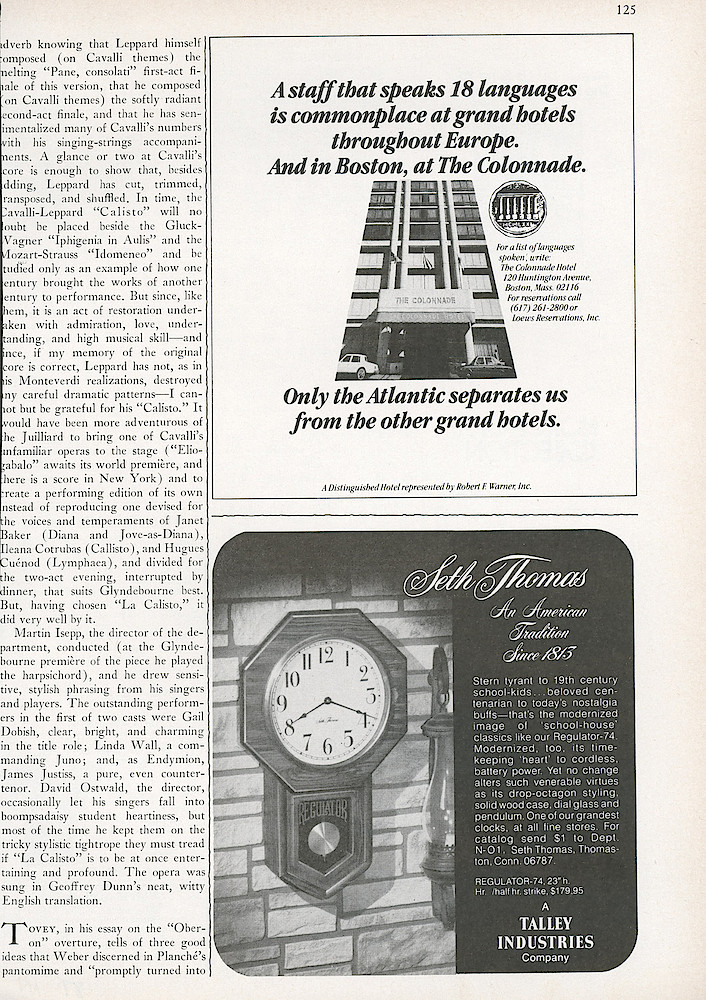 125
adverb knowing that Leppard himself
composed (on Cavalli themes) the
melting “Pane, consolati” first-act fi-
nale of this version, that he composed
(on Cavalli themes) the softly radiant
second-act finale, and that he has sen-
timentalized many of Cavalli’s numbers
with his singing-strings accompani-
ments. A glance or two at Cavalli’s
score is enough to show that, besides
adding, Leppard has cut, trimmed,
transposed, and shuffled. In time, the
Cavalli-Leppard “Calisto” will no
doubt be placed beside the Gluck-
Wagner “Iphigenia in Aulis” and the
Mozart-Strauss “Idomeneo” and be
studied only as an example of how one
century brought the works of another
century to performance. But since, like
them, it is an act of restoration under-
taken with admiration, love, under-
standing, and high musical skill—and
since, if my memory of the original
score is correct, Leppard has not, as in
his Monteverdi realizations, destroyed
any careful dramatic patterns—I can-
not but be grateful for his “Calisto.” It
would have been more adventurous of
the Juilliard to bring one of Cavalli’s
unfamiliar operas to the stage (“Elio-
gabalo” awaits its world première, and
there is a score in New York) and to
create a performing edition of its own
instead of reproducing one devised for
the voices and temperaments of Janet
Baker (Diana and Jove-as-Diana),
Ileana Cotrubas (Callisto), and Hugues
Cuénod (Lymphaea), and divided for
the two-act evening, interrupted by
dinner, that suits Glyndebourne best.
But, having chosen “La Calisto,” it
did very well by it.
Martin Isepp, the director of the de-
partment, conducted (at the Glynde-
bourne première of the piece he played
the harpsichord), and he drew sensi-
tive, stylish phrasing from his singers
and players. The outstanding perform-
ers in the first of two casts were Gail
Dobish, clear, bright, and charming
in the title role; Linda Wall, a com-
manding Juno; and, as Endymion,
James Justiss, a pure, even counter-
tenor. David Ostwald, the director,
occasionally let his singers fall into
boompsadaisy student heartiness, but
most of the time he kept them on the
tricky stylistic tightrope they must tread
if “La Calisto” is to be at once enter-
taining and profound. The opera was
sung in Geoffrey Dunn’s neat, witty
English translation.
TOVEY, in his essay on the “Ober-
on” overture, tells of three good
ideas that Weber discerned in Planché’s
pantomime and “promptly turned into
A staff that speaks 18 languages
is commonplace at grand hotels
throughout Europe.
And in Boston, at The Colonnade.
For a list of languages
spoken, write:
The Colonnade Hotel
120 Huntington Avenue,
Boston, Mass. 02116
For reservations call
(617) 261-2800 or
Loews Reservations, Inc.
THE COLONNADE
Only the Atlantic separates us
from the other grand hotels.
A Distinguished Hotel represented by Robert F. Warner, Inc.
Seth Thomas
An American
Tradition
Since 1813
Stern tyrant to 19th century
school-kids...beloved cen-
tenarian to today's nostalgia
buffs—that's the modernized
image of 'school-house'
classics like our Regulator-74.
Modernized, too, its time-
keeping 'heart' to cordless,
battery power. Yet no change
alters such venerable virtues
as its drop-octagon styling,
solid wood case, dial glass and
pendulum. One of our grandest
clocks, at all fine stores. For
catalog send $1 to Dept.
N-O1, Seth Thomas, Thomas-
ton, Conn. 06787.
REGULATOR-74, 23" h.
Hr. /half hr. strike, $179.95
A
TALLEY
INDUSTRIES
Company
11 12 1
10 2
9 3
8 4
7 6 5
Seth Thomas
REGULATOR